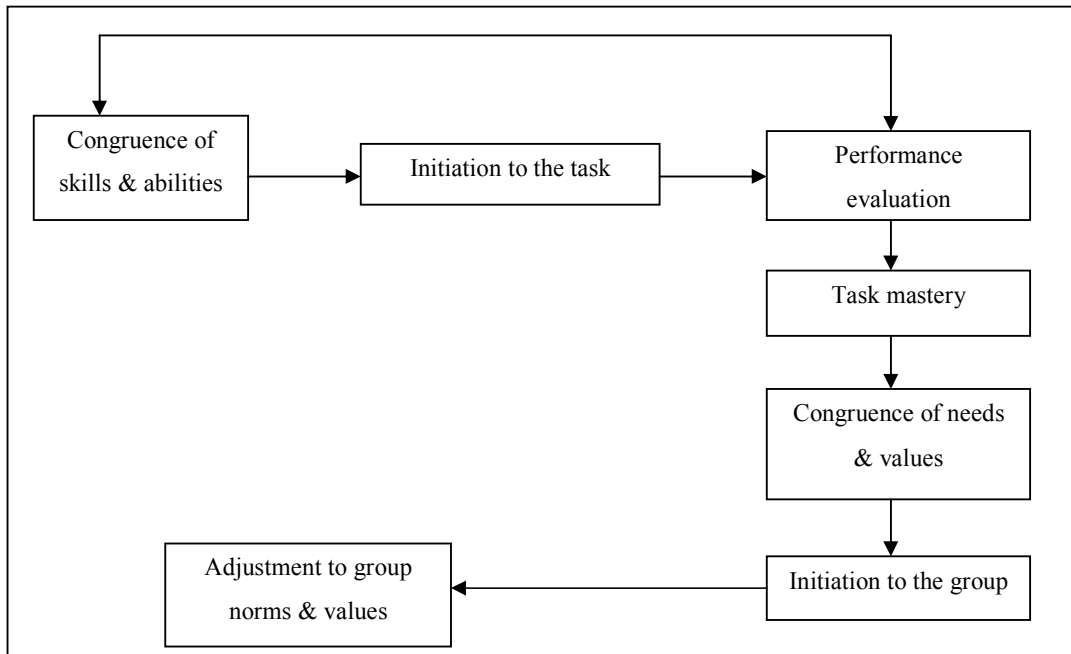 Congruence of
skills & abilities
Initiation to the task
Performance
evaluation
Task mastery
Congruence of needs
& values
Initiation to the group
Adjustment to group
norms & values